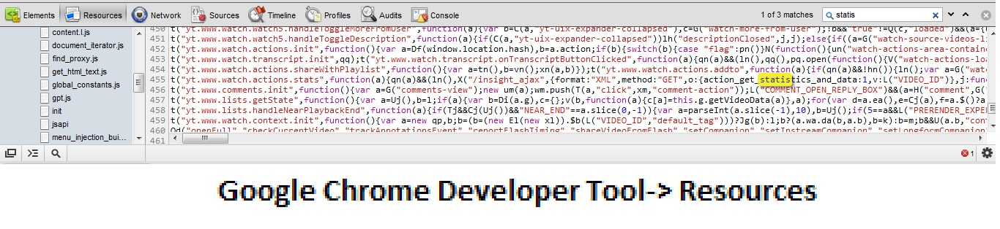 Elements Resources Network Sources Timeline Profiles Audits Console 1 of 3 matches statis
content.l.js
document_iterator.js
find_proxy.js
get_html_text.js
global_constants.js
gpt.js
init
jsapi
menu_injection_bui...
450 t("yt.www.watch.watch5.handleToggleMoreFromUser",function(a){var b=C(a,"yt-uix-expander-collapsed"),c=G("watch-more-from-user");!b&&"true"!=Q(c,"loaded")&&(a={
451 t("yt.www.watch.watch5.handleToggleDescription",function(a){if(C(a,"yt-uix-expander-collapsed"))lh("descriptionClosed",j,j);else{if((a=G("watch-source-videos-li
452 t("yt.www.watch.actions.init",function(){var a=Df(window.location.hash),b=a.action;if(b){switch(b){case "flag":pn()}N(function(){un("watch-actions-area-contain
453 t("yt.www.watch.transcript.init",qq);t("yt.www.watch.transcript.onTranscriptButtonClicked",function(a){qn(a)&&(ln(),qq(),pq.open(function(){V("watch-actions-loa
454 t("yt.www.watch.actions.shareWithPlaylist",function(){var a=tn(),b=vn();xn(a,b)});t("yt.www.watch.actions.addto",function(a){if(qn(a)&&!hn()){ln();var a=G
455 t("yt.www.watch.actions.stats",function(a){qn(a)&&(ln(),X("/insight_ajax",{format:"XML",method:"GET",o:{action_get_statistics_and_data:1,v:L("VIDEO_ID")},j:func
456 t("yt.www.comments.init",function(){var a=G("comments-view");new um(a);wm.push(T(a,"click",xm,"comment-action"));L("COMMENT_OPEN_REPLY_BOX")&&(a=H("comment",G(
457 t("yt.www.lists.getState",function(){var a=Uj(),b=l;if(a){var b=Di(a.g),c={};v(b,function(a){c[a]=this.g.getVideoData(a)},a);for(var d=a.ea(),e=Cj(a),f=a.$()?a
458 t("yt.www.lists.handleNearPlaybackEnd",function(a){if(Tj&&Cj(Uj())&&"NEAR_END"==a.slice(0,-1)){var a=parseInt(a.slice(-1),10),b=Uj();if(5==a&&L("PRERENDER_EXPE
459 t("yt.www.watch.context.init",function(){var a=new qp,b;b=(b=(new El(new xl)).$b(L("VIDEO_ID","default_tag")))?Jg(b):l;b?(a.wa.da(b,a.b),b=k):b=m;b&&U(a.b,"con
460 Qd("openFull","checkCurrentVideo","trackAnnotationsEvent","reportFlashTiming","shareVideoFromFlash","setCompanion","setInstreamCompanion","setLongformCompanion
461
1
Google Chrome Developer Tool-> Resources